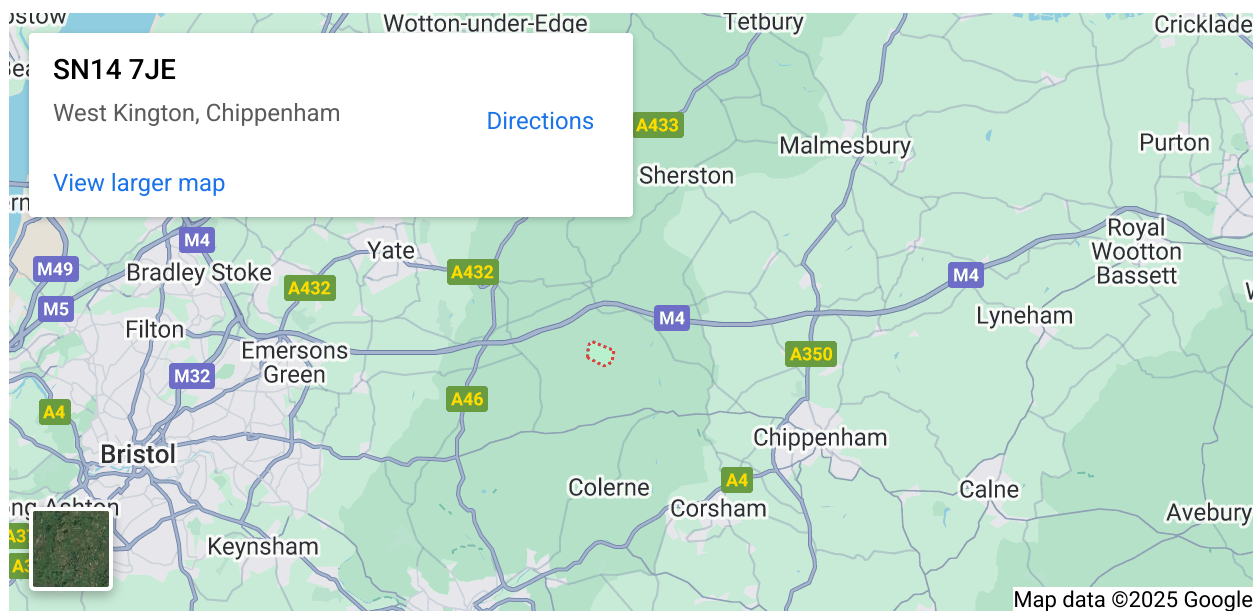 Wotton-under-Edge
Tetbury
Cricklade
SN14 7JE
West Kington, Chippenham
Directions
View larger map
A433
Malmesbury
Purton
Sherston
M4
Yate
Royal
Wootton
Bassett
M49
Bradley Stoke
A432
A432
M4
M5
M4
Lyneham
Filton
Emersons
Green
A350
M32
A46
A4
Chippenham
Bristol
A4
Colerne
Corsham
Calne
Avebury
Keynsham
Map data ©2025 Google